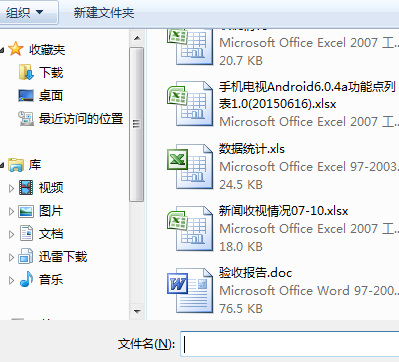 组织 ▼ 新建文件夹
收藏夹
下载
桌面
最近访问的位置
库
视频
图片
文档
迅雷下载
音乐
Microsoft Office Excel 2007 工...
20.7 KB
手机电视Android6.0.4a功能点列
表1.0(20150616).xlsx
Microsoft Office Excel 2007 工...
数据统计.xls
Microsoft Office Excel 97-2003...
24.5 KB
新闻收视情况07-10.xlsx
Microsoft Office Excel 2007 工...
18.0 KB
验收报告.doc
Microsoft Office Word 97-200...
76.5 KB
文件名(N):